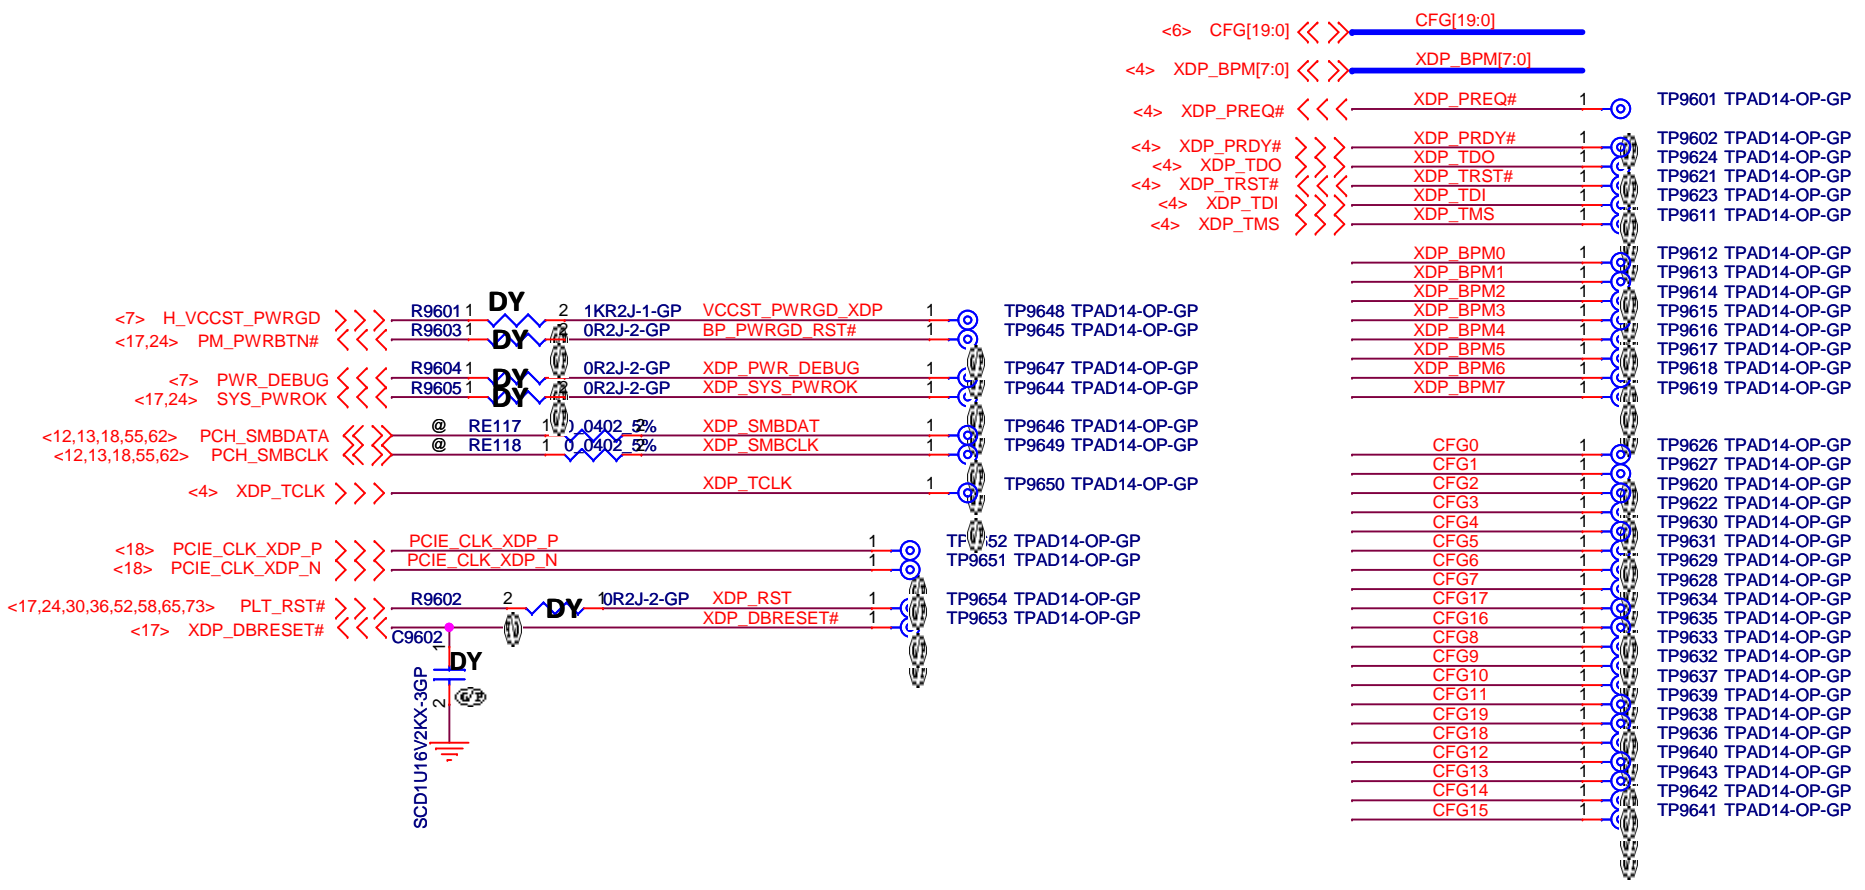 <6> CFG[19:0] CFG[19:0]
<4> XDP_BPM[7:0] XDP_BPM[7:0]
<4> XDP_PREQ# XDP_PREQ# 1 TP9601 TPAD14-OP-GP
<4> XDP_PRDY# XDP_PRDY# 1 TP9602 TPAD14-OP-GP
<4> XDP_TDO XDP_TDO 1 TP9624 TPAD14-OP-GP
<4> XDP_TRST# XDP_TRST# 1 TP9621 TPAD14-OP-GP
<4> XDP_TDI XDP_TDI 1 TP9623 TPAD14-OP-GP
<4> XDP_TMS XDP_TMS 1 TP9611 TPAD14-OP-GP
XDP_BPM0 1 TP9612 TPAD14-OP-GP
XDP_BPM1 1 TP9613 TPAD14-OP-GP
XDP_BPM2 1 TP9614 TPAD14-OP-GP
XDP_BPM3 1 TP9615 TPAD14-OP-GP
XDP_BPM4 1 TP9616 TPAD14-OP-GP
XDP_BPM5 1 TP9617 TPAD14-OP-GP
XDP_BPM6 1 TP9618 TPAD14-OP-GP
XDP_BPM7 1 TP9619 TPAD14-OP-GP
<7> H_VCCST_PWRGD R9601 1 DY 2 1KR2J-1-GP VCCST_PWRGD_XDP 1 TP9648 TPAD14-OP-GP
<17,24> PM_PWRBTN# R9603 1 DY 2 0R2J-2-GP BP_PWRGD_RST# 1 TP9645 TPAD14-OP-GP
<7> PWR_DEBUG R9604 1 DY 0R2J-2-GP XDP_PWR_DEBUG 1 TP9647 TPAD14-OP-GP
<17,24> SYS_PWROK R9605 1 DY 2 0R2J-2-GP XDP_SYS_PWROK 1 TP9644 TPAD14-OP-GP
<12,13,18,55,62> PCH_SMBDATA @ RE117 1 0_0402_5% 2 XDP_SMBDAT 1 TP9646 TPAD14-OP-GP
<12,13,18,55,62> PCH_SMBCLK @ RE118 1 0_0402_5% 2 XDP_SMBCLK 1 TP9649 TPAD14-OP-GP
<4> XDP_TCLK XDP_TCLK 1 TP9650 TPAD14-OP-GP
<18> PCIE_CLK_XDP_P PCIE_CLK_XDP_P 1 TPAD14-OP-GP
<18> PCIE_CLK_XDP_N PCIE_CLK_XDP_N 1 TP9651 TPAD14-OP-GP
<17,24,30,36,52,58,65,73> PLT_RST# R9602 2 DY 1 0R2J-2-GP XDP_RST 1 TP9654 TPAD14-OP-GP
<17> XDP_DBRESET# XDP_DBRESET# 1 TP9653 TPAD14-OP-GP
C9602
1
DY
2
SCD1U16V2KX-3GP
CFG0 1 TP9626 TPAD14-OP-GP
CFG1 1 TP9627 TPAD14-OP-GP
CFG2 1 TP9620 TPAD14-OP-GP
CFG3 1 TP9622 TPAD14-OP-GP
CFG4 1 TP9630 TPAD14-OP-GP
CFG5 1 TP9631 TPAD14-OP-GP
CFG6 1 TP9629 TPAD14-OP-GP
CFG7 1 TP9628 TPAD14-OP-GP
CFG17 1 TP9634 TPAD14-OP-GP
CFG16 1 TP9635 TPAD14-OP-GP
CFG8 1 TP9633 TPAD14-OP-GP
CFG9 1 TP9632 TPAD14-OP-GP
CFG10 1 TP9637 TPAD14-OP-GP
CFG11 1 TP9639 TPAD14-OP-GP
CFG19 1 TP9638 TPAD14-OP-GP
CFG18 1 TP9636 TPAD14-OP-GP
CFG12 1 TP9640 TPAD14-OP-GP
CFG13 1 TP9643 TPAD14-OP-GP
CFG14 1 TP9642 TPAD14-OP-GP
CFG15 1 TP9641 TPAD14-OP-GP